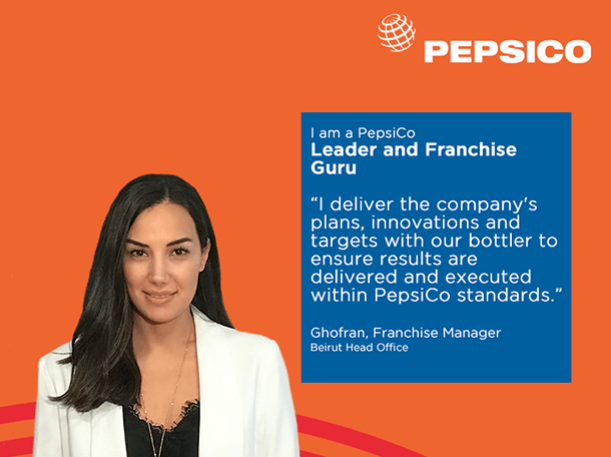 PEPSICO
I am a PepsiCo
Leader and Franchise
Guru
“I deliver the company's
plans, innovations and
targets with our bottler to
ensure results are
delivered and executed
within PepsiCo standards.”
Ghofran, Franchise Manager
Beirut Head Office